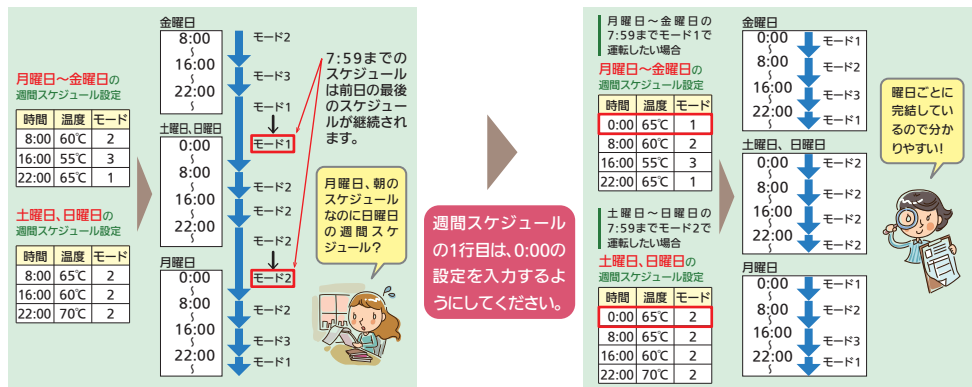 月曜日～金曜日の
週間スケジュール設定
時間 温度 モード
8:00 60℃ 2
16:00 55℃ 3
22:00 65℃ 1
土曜日、日曜日の
週間スケジュール設定
時間 温度 モード
8:00 65℃ 2
16:00 60℃ 2
22:00 70℃ 2
金曜日
8:00
～
モード2
16:00
～
モード3
22:00
～
モード1
土曜日、日曜日
0:00
～
モード1
8:00
～
モード2
16:00
～
モード2
22:00
～
モード2
月曜日
0:00
～
モード2
8:00
～
モード2
16:00
～
モード3
22:00
～
モード1
7:59までの
スケジュール
は前日の最後
のスケジュー
ルが継続され
ます。
月曜日、朝の
スケジュール
なのに日曜日
の週間スケ
ジュール?
週間スケジュール
の1行目は、0:00の
設定を入力するよ
うにしてください。
月曜日～金曜日の
7:59までモード1で
運転したい場合
月曜日～金曜日の
週間スケジュール設定
時間 温度 モード
0:00 65℃ 1
8:00 60℃ 2
16:00 55℃ 3
22:00 65℃ 1
土曜日～日曜日の
7:59までモード2で
運転したい場合
土曜日、日曜日の
週間スケジュール設定
時間 温度 モード
0:00 65℃ 2
8:00 65℃ 2
16:00 60℃ 2
22:00 70℃ 2
金曜日
0:00
～
モード1
8:00
～
モード2
16:00
～
モード3
22:00
～
モード1
土曜日、日曜日
0:00
～
モード2
8:00
～
モード2
16:00
～
モード2
22:00
～
モード2
月曜日
0:00
～
モード1
8:00
～
モード2
16:00
～
モード3
22:00
～
モード1
曜日ごとに
完結してい
るので分か
りやすい!